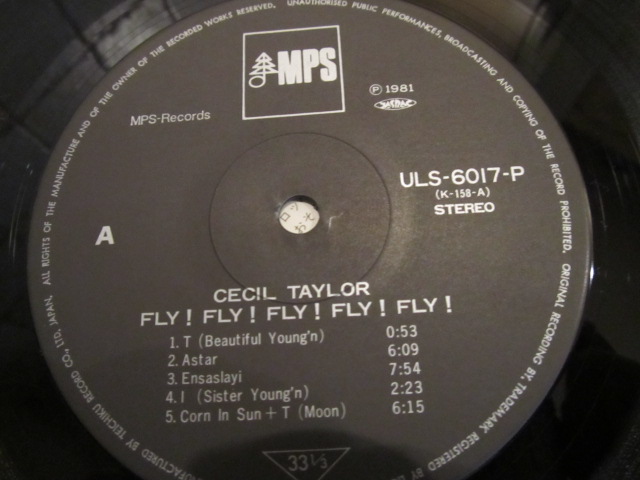 ALL RIGHTS OF THE MANUFACTURE AND OF THE OWNER OF THE RECORDED WORKS RESERVED. UNAUTHORISED PUBLIC PERFORMANCES, BROADCASTING AND COPYING OF THE RECORD PROHIBITED. ORIGINAL RECORDING BY TRADEMARK REGISTERED
BY TEICHIKU RECORD CO., LTD. JAPAN.
MPS
MPS-Records
℗ 1981
ULS-6017-P
(K-158-A)
STEREO
A
CECIL TAYLOR
FLY! FLY! FLY! FLY! FLY!
1. T (Beautiful Young'n) 0:53
2. Astar 6:09
3. Ensaslayi 7:54
4. I (Sister Young'n) 2:23
5. Corn In Sun + T (Moon) 6:15
33 1/3